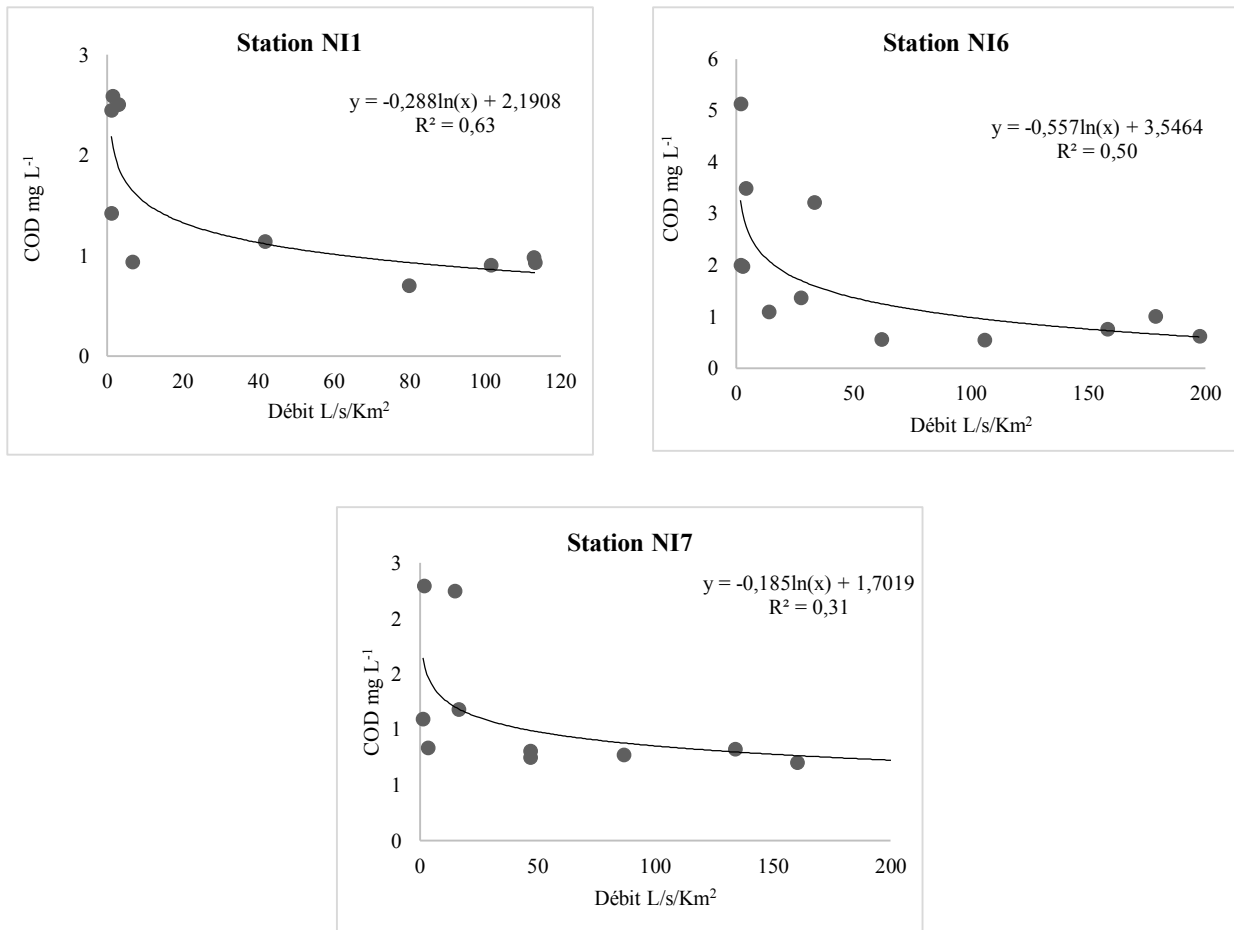 Station NI1
y = -0,288ln(x) + 2,1908
R² = 0,63
COD mg L⁻¹
3
2
1
0
0 20 40 60 80 100 120
Débit L/s/Km²
Station NI6
y = -0,557ln(x) + 3,5464
R² = 0,50
COD mg L⁻¹
6
5
4
3
2
1
0
0 50 100 150 200
Débit L/s/Km²
Station NI7
y = -0,185ln(x) + 1,7019
R² = 0,31
COD mg L⁻¹
3
2
2
1
1
0
0 50 100 150 200
Débit L/s/Km²